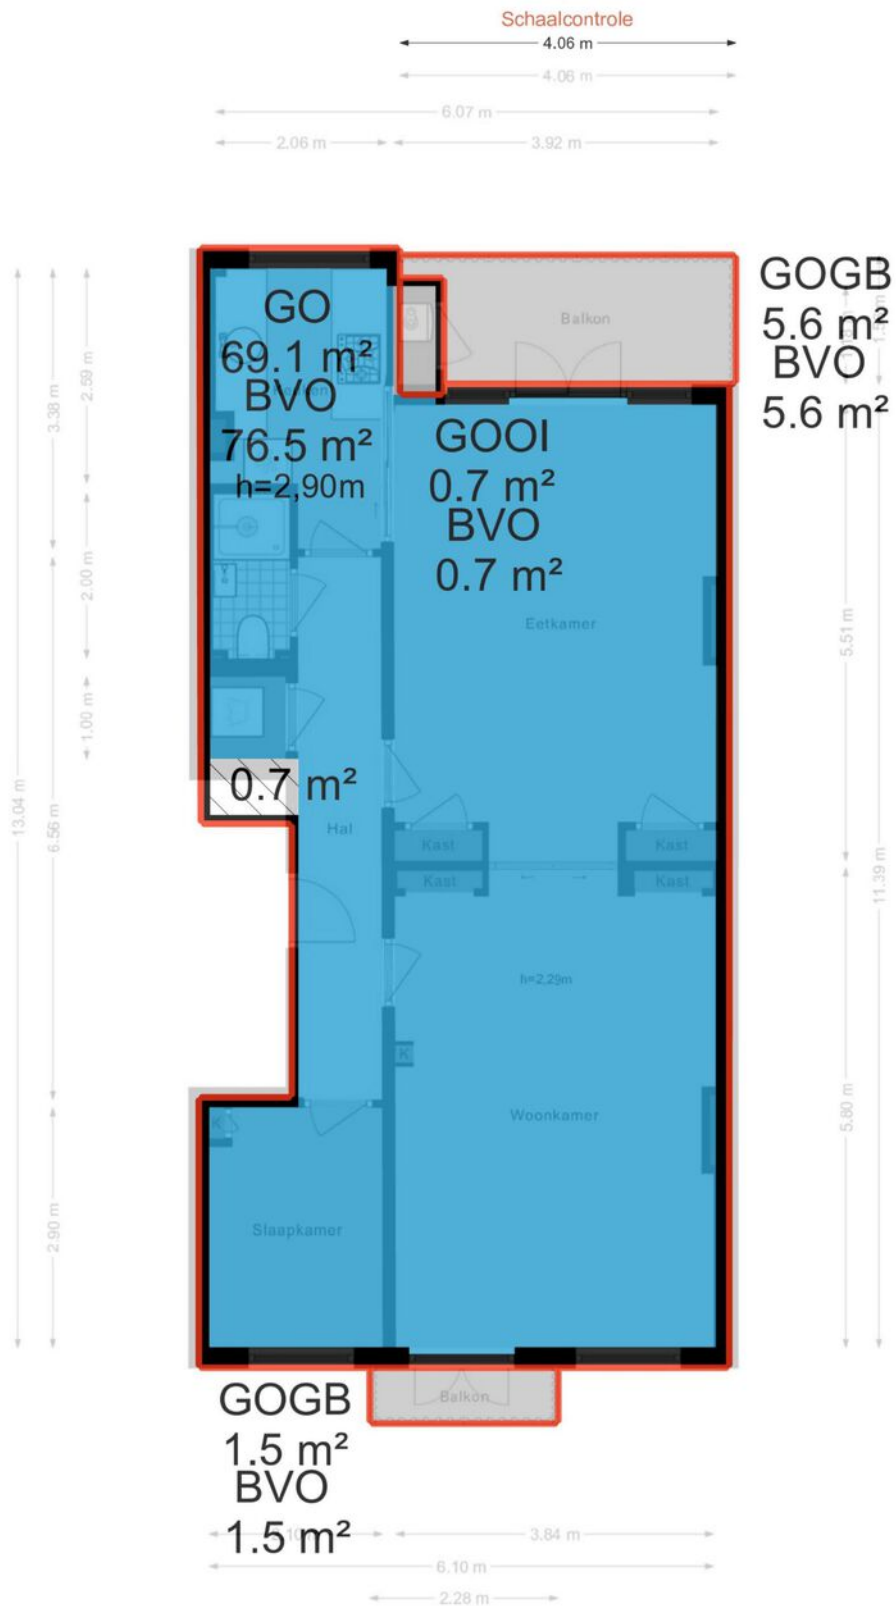 Schaalcontrole
4.06 m
4.06 m
6.07 m
2.06 m
3.92 m
GO
69.1 m²
BVO
76.5 m²
h=2,90m
Balkon
GOGB
5.6 m²
BVO
5.6 m²
GOOI
0.7 m²
BVO
0.7 m²
2.59 m
3.38 m
2.00 m
1.00 m
13.04 m
6.56 m
2.90 m
Eetkamer
5.51 m
11.39 m
5.80 m
0.7 m²
Hal
Kast
Kast
Kast
Kast
h=2.29m
K
Woonkamer
K
Slaapkamer
Balkon
GOGB
1.5 m²
BVO
1.5 m²
3.84 m
6.10 m
2.28 m